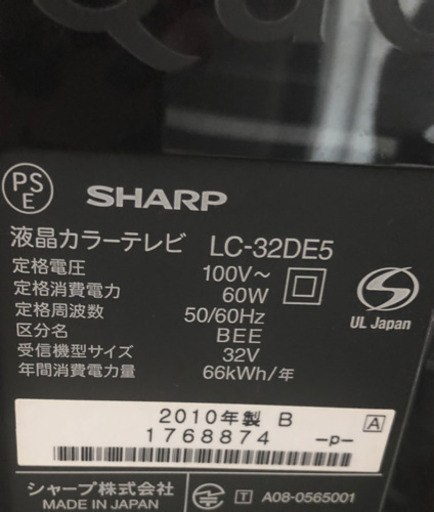 PS
E
SHARP
液晶カラーテレビ LC-32DE5
定格電圧 100V～
定格消費電力 60W
定格周波数 50/60Hz
区分名 BEE
受信機型サイズ 32V
年間消費電力量 66kWh/年
UL Japan
2010年製 B
A
1768874 -p-
シャープ株式会社
MADE IN JAPAN
T A08-0565001